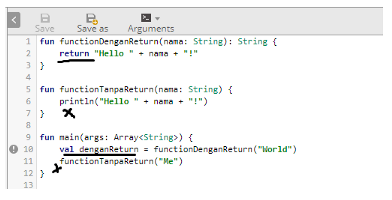 Save Save as Arguments
1 fun functionDenganReturn(nama: String): String {
2 return "Hello " + nama + "!"
3 }
4
5 fun functionTanpaReturn(nama: String) {
6 println("Hello " + nama + "!")
7 }
8
9 fun main(args: Array<String>) {
10 val denganReturn = functionDenganReturn("World")
11 functionTanpaReturn("Me")
12 }
13